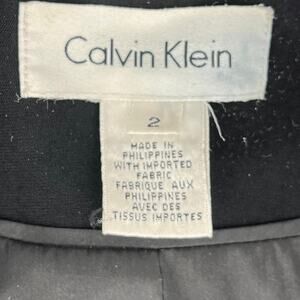 Calvin Klein
2
MADE IN
PHILIPPINES
WITH IMPORTED
FABRIC
FABRIQUE AUX
PHILIPPINES
AVEC DES
TISSUS IMPORTES